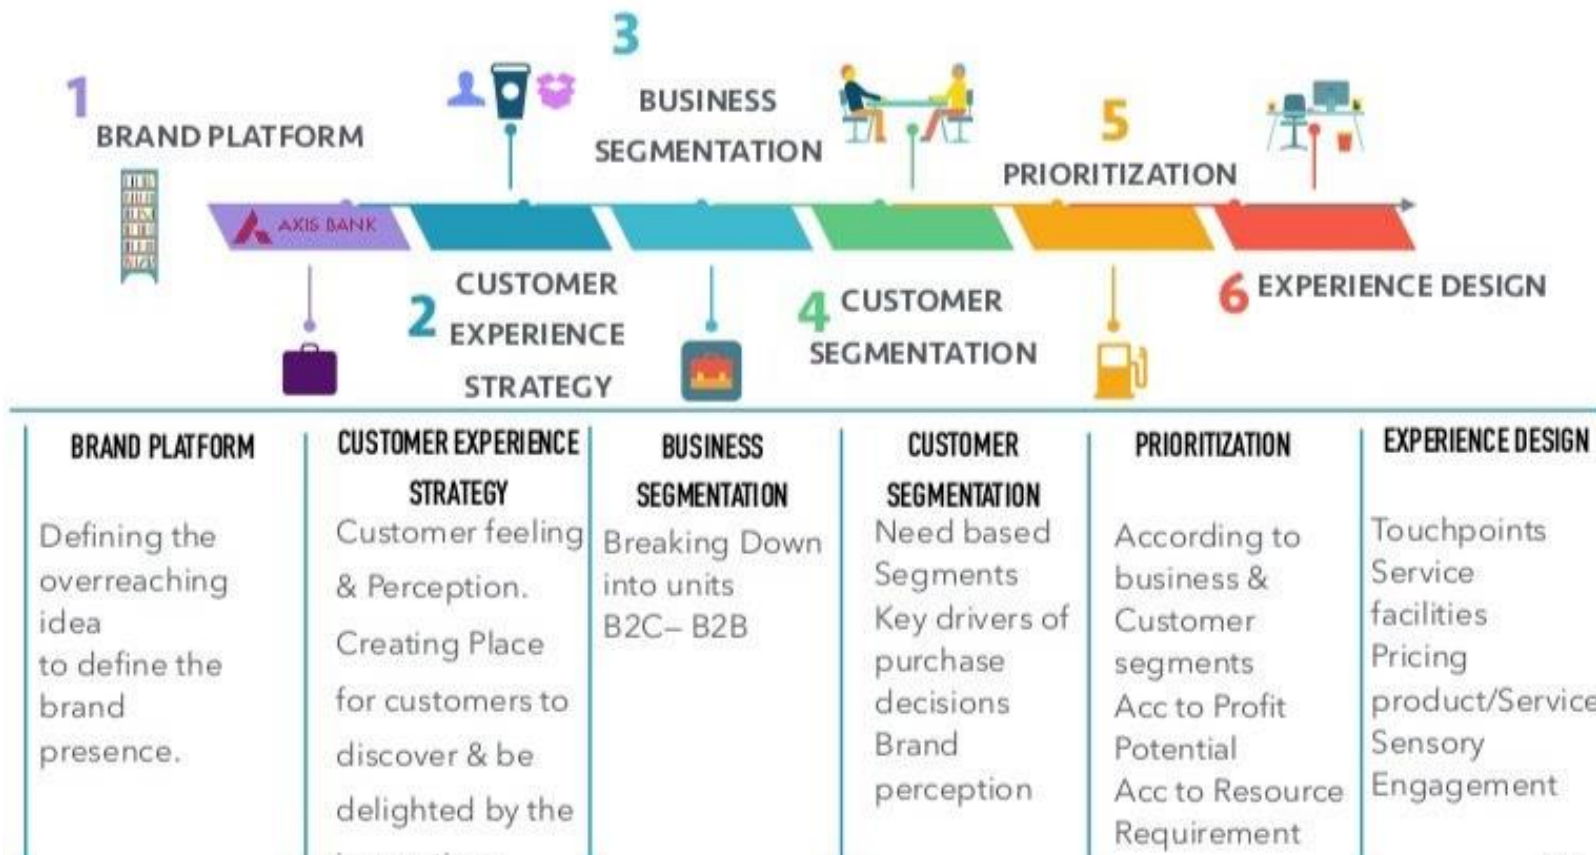 1
BRAND PLATFORM
3
BUSINESS
SEGMENTATION
5
PRIORITIZATION
AXIS BANK
2
CUSTOMER
EXPERIENCE
STRATEGY
4
CUSTOMER
SEGMENTATION
6 EXPERIENCE DESIGN
BRAND PLATFORM
Defining the
overreaching
idea
to define the
brand
presence.
CUSTOMER EXPERIENCE
STRATEGY
Customer feeling
& Perception.
Creating Place
for customers to
discover & be
delighted by the
BUSINESS
SEGMENTATION
Breaking Down
into units
B2C– B2B
CUSTOMER
SEGMENTATION
Need based
Segments
Key drivers of
purchase
decisions
Brand
perception
PRIORITIZATION
According to
business &
Customer
segments
Acc to Profit
Potential
Acc to Resource
Requirement
EXPERIENCE DESIGN
Touchpoints
Service
facilities
Pricing
product/Service
Sensory
Engagement